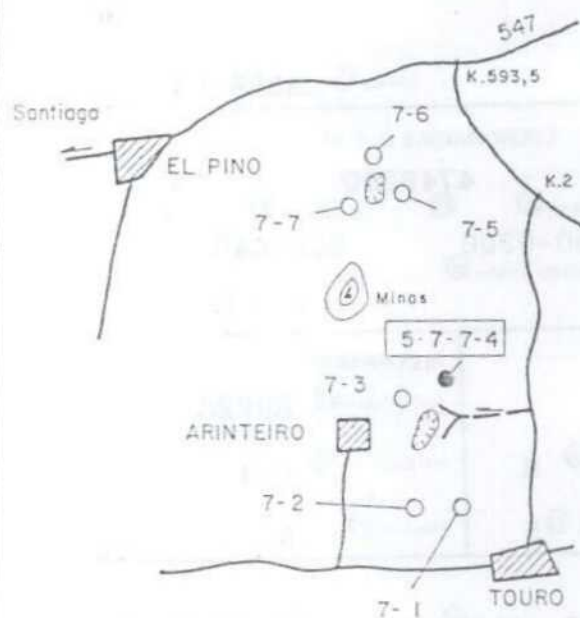 547
K.593,5
Santiago
7-6
EL PINO
K.2
7-7
7-5
Minas
5-7-7-4
7-3
ARINTEIRO
7-2
TOURO
7-1